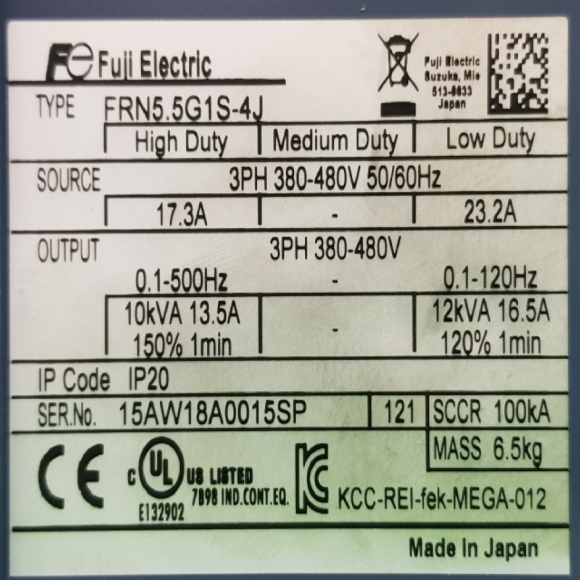 Fe Fuji Electric
Fuji Electric
Suzuka, Mie
513-8633
Japan
TYPE FRN5.5G1S-4J
High Duty Medium Duty Low Duty
SOURCE 3PH 380-480V 50/60Hz
17.3A - 23.2A
OUTPUT 3PH 380-480V
0.1-500Hz - 0.1-120Hz
10kVA 13.5A - 12kVA 16.5A
150% 1min 120% 1min
IP Code IP20
SER.No. 15AW18A0015SP 121 SCCR 100kA
MASS 6.5kg
CE c UL US LISTED
7B98 IND.CONT.EQ.
E132902
KC KCC-REI-fek-MEGA-012
Made In Japan